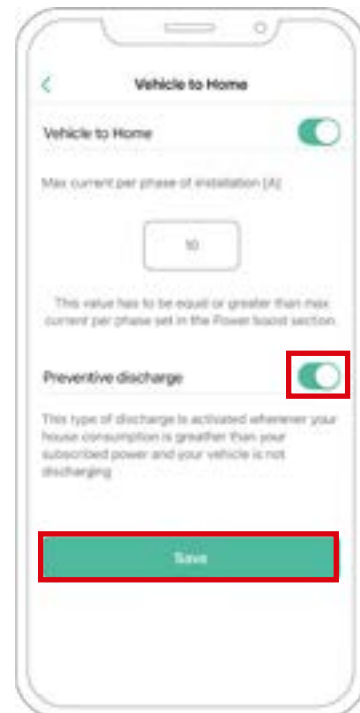 Vehicle to Home
Vehicle to Home
Max current per phase of installation [A]
10
This value has to be equal or greater than max
current per phase set in the Power boost section.
Preventive discharge
This type of discharge is activated whenever your
house consumption is greather than your
subscribed power and your vehicle is not
discharging
Save